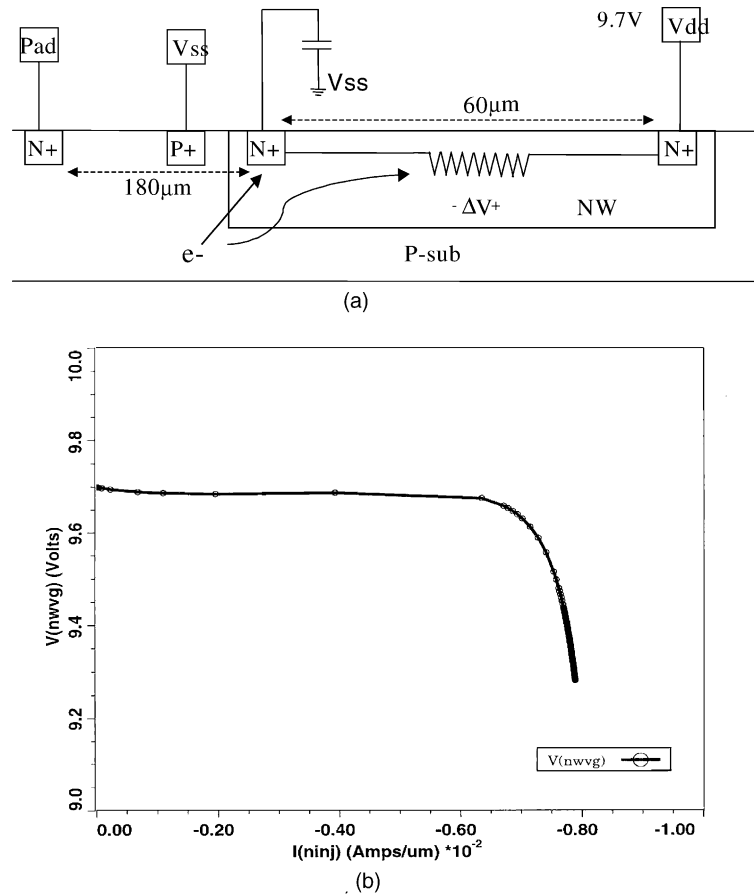 9.7V
Pad
Vss
Vdd
Vss
60µm
N+
P+
N+
N+
180µm
- ΔV+
NW
e-
P-sub
(a)
10.0
9.8
9.6
9.4
9.2
9.0
V(nwvg) (Volts)
V(nwvg)
0.00 -0.20 -0.40 -0.60 -0.80 -1.00
I(ninj) (Amps/um) *10-2
(b)